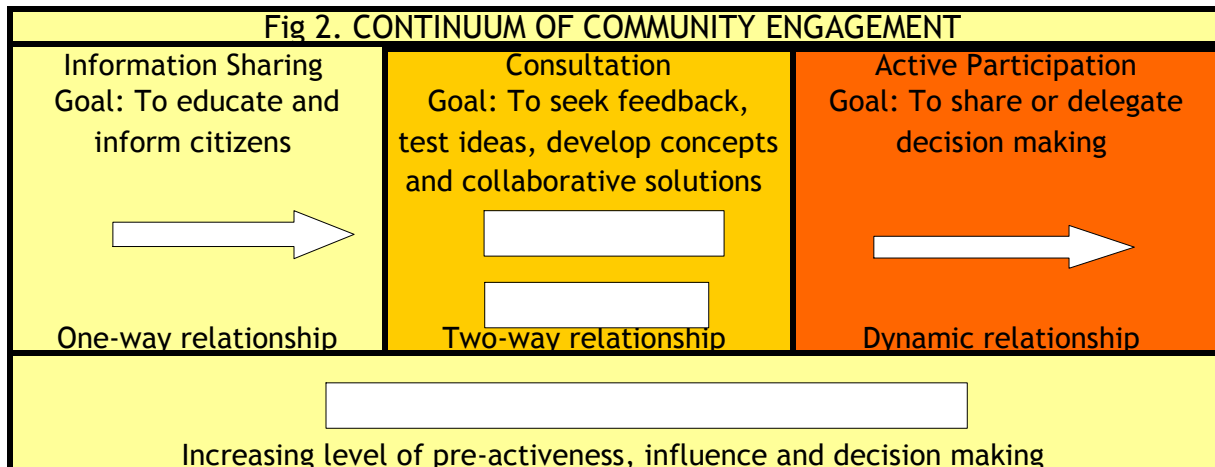 Fig 2. CONTINUUM OF COMMUNITY ENGAGEMENT
Information Sharing
Goal: To educate and
inform citizens
One-way relationship
Consultation
Goal: To seek feedback,
test ideas, develop concepts
and collaborative solutions
Two-way relationship
Active Participation
Goal: To share or delegate
decision making
Dynamic relationship
Increasing level of pre-activeness, influence and decision making